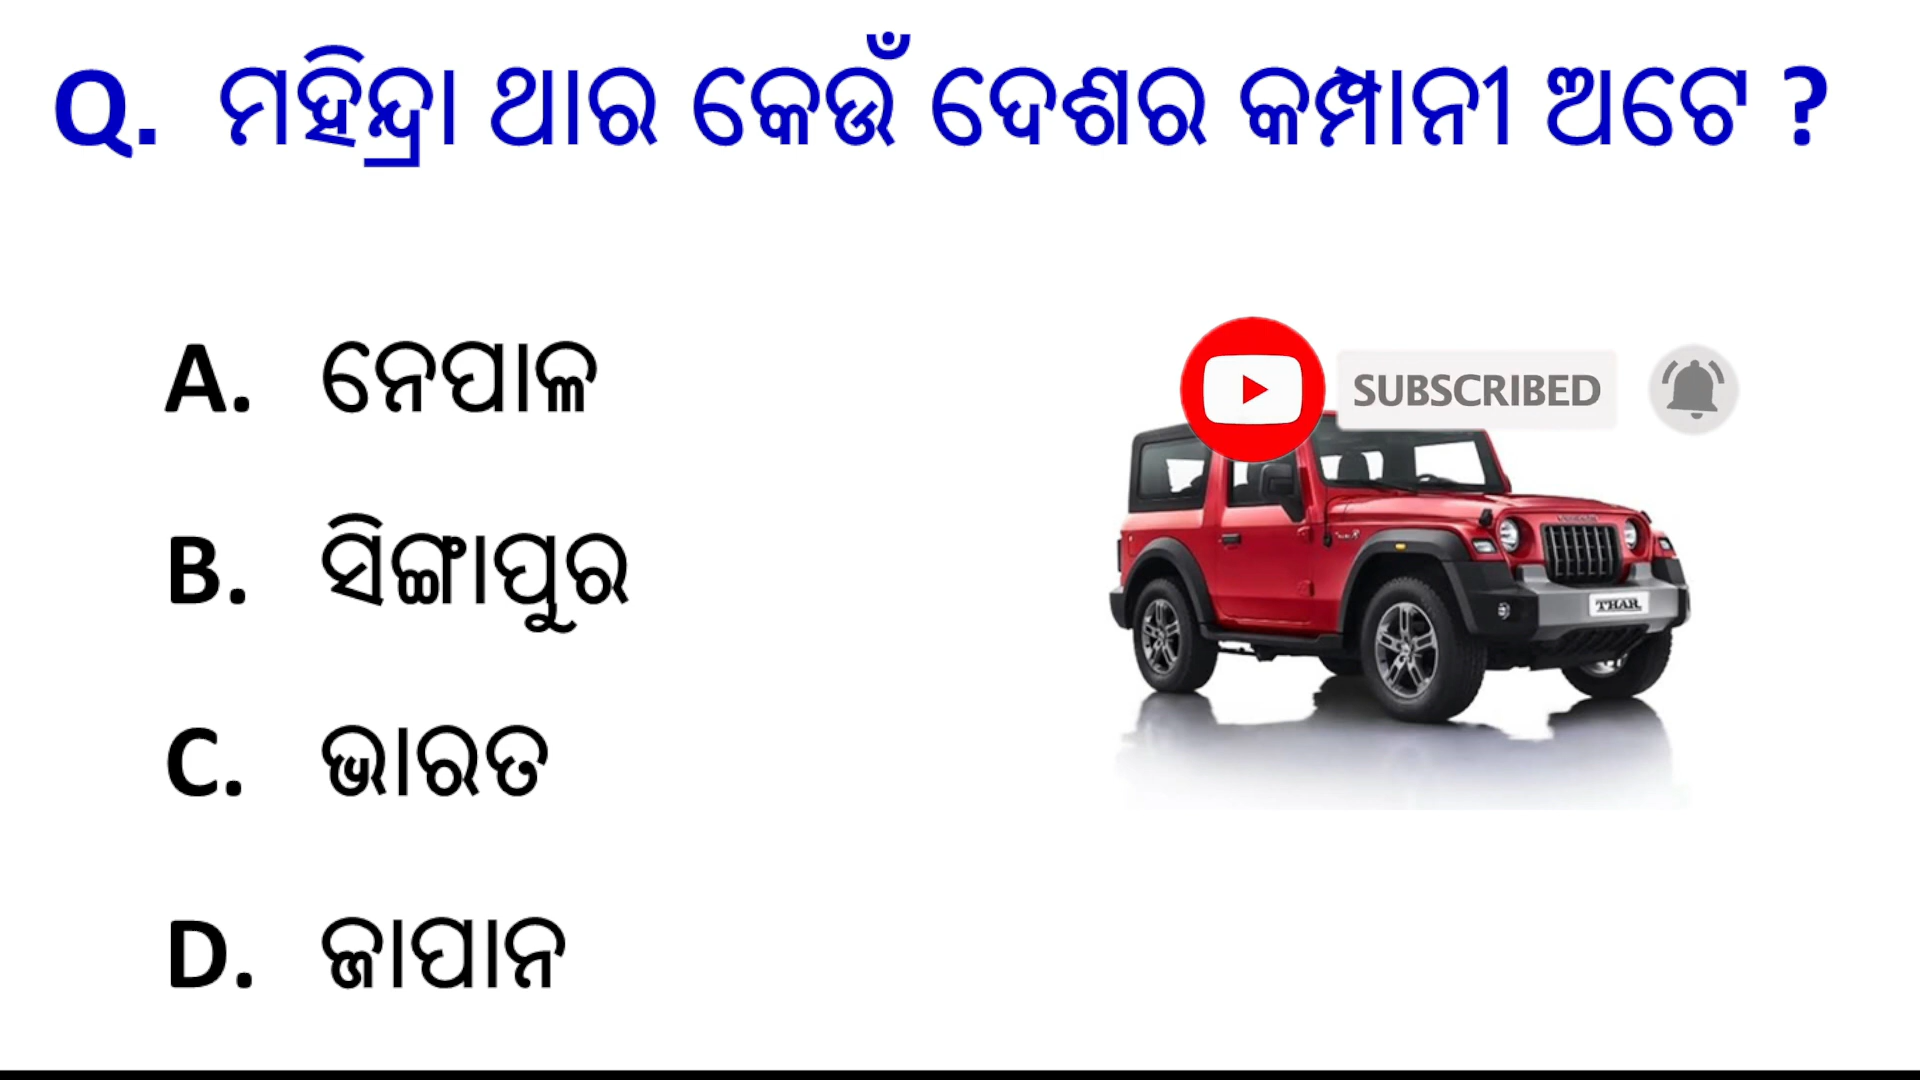 Q. ମହିନ୍ଦ୍ରା ଥାର କେଉଁ ଦେଶର କମ୍ପାନୀ ଅଟେ ?
SUBSCRIBED
A. ନେପାଳ
THAR
B. ସିଙ୍ଗାପୁର
C. ଭାରତ
D. ଜାପାନ